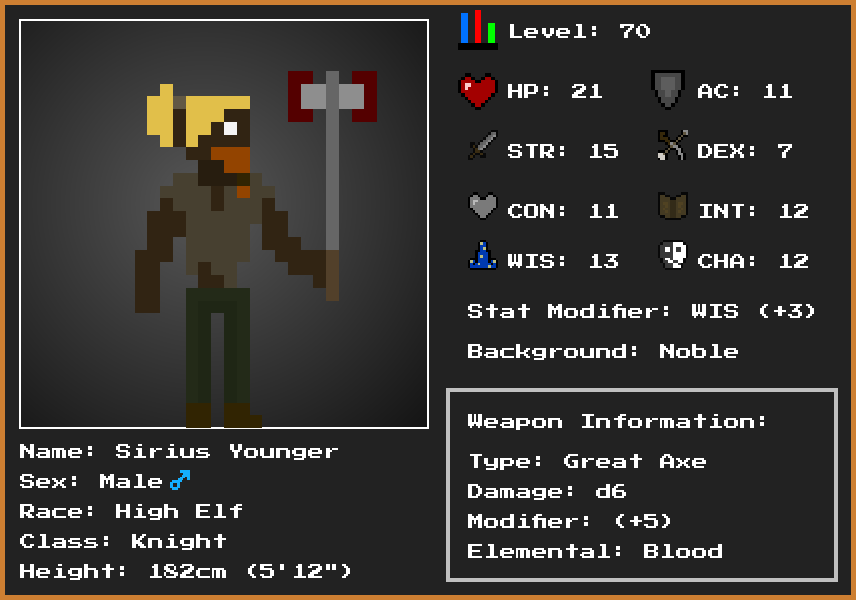 Level: 70
HP: 21
AC: 11
STR: 15
DEX: 7
CON: 11
INT: 12
WIS: 13
CHA: 12
Stat Modifier: WIS (+3)
Background: Noble
Weapon Information:
Type: Great Axe
Damage: d6
Modifier: (+5)
Elemental: Blood
Name: Sirius Younger
Sex: Male♂
Race: High Elf
Class: Knight
Height: 182cm (5'12")